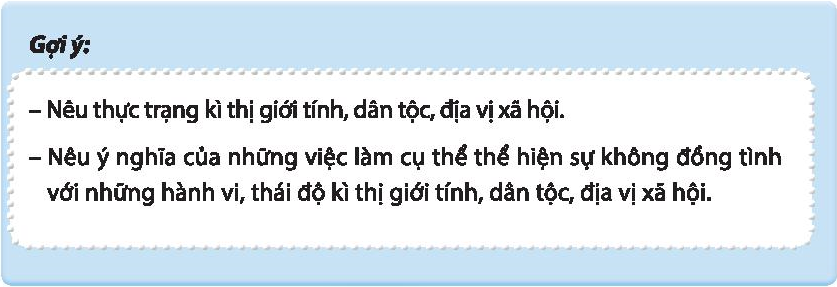 Gợi ý:
– Nêu thực trạng kì thị giới tính, dân tộc, địa vị xã hội.
– Nêu ý nghĩa của những việc làm cụ thể thể hiện sự không đồng tình
với những hành vi, thái độ kì thị giới tính, dân tộc, địa vị xã hội.